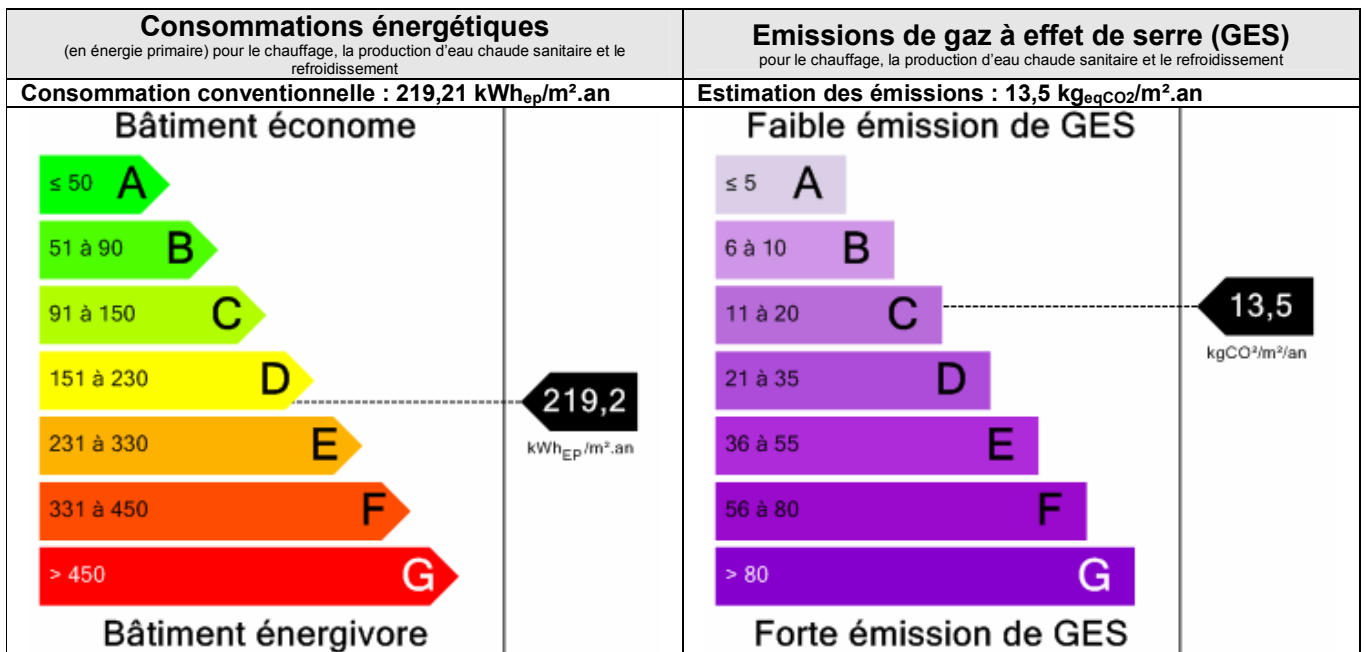 Consommations énergétiques
(en énergie primaire) pour le chauffage, la production d'eau chaude sanitaire et le
refroidissement
Consommation conventionnelle : 219,21 kWhep/m².an
Bâtiment économe
≤ 50 A
51 à 90 B
91 à 150 C
151 à 230 D
219,2
kWhEP/m².an
231 à 330 E
331 à 450 F
> 450 G
Bâtiment énergivore
Emissions de gaz à effet de serre (GES)
pour le chauffage, la production d'eau chaude sanitaire et le refroidissement
Estimation des émissions : 13,5 kgeqCO2/m².an
Faible émission de GES
≤ 5 A
6 à 10 B
11 à 20 C
13,5
kgCO²/m²/an
21 à 35 D
36 à 55 E
56 à 80 F
> 80 G
Forte émission de GES